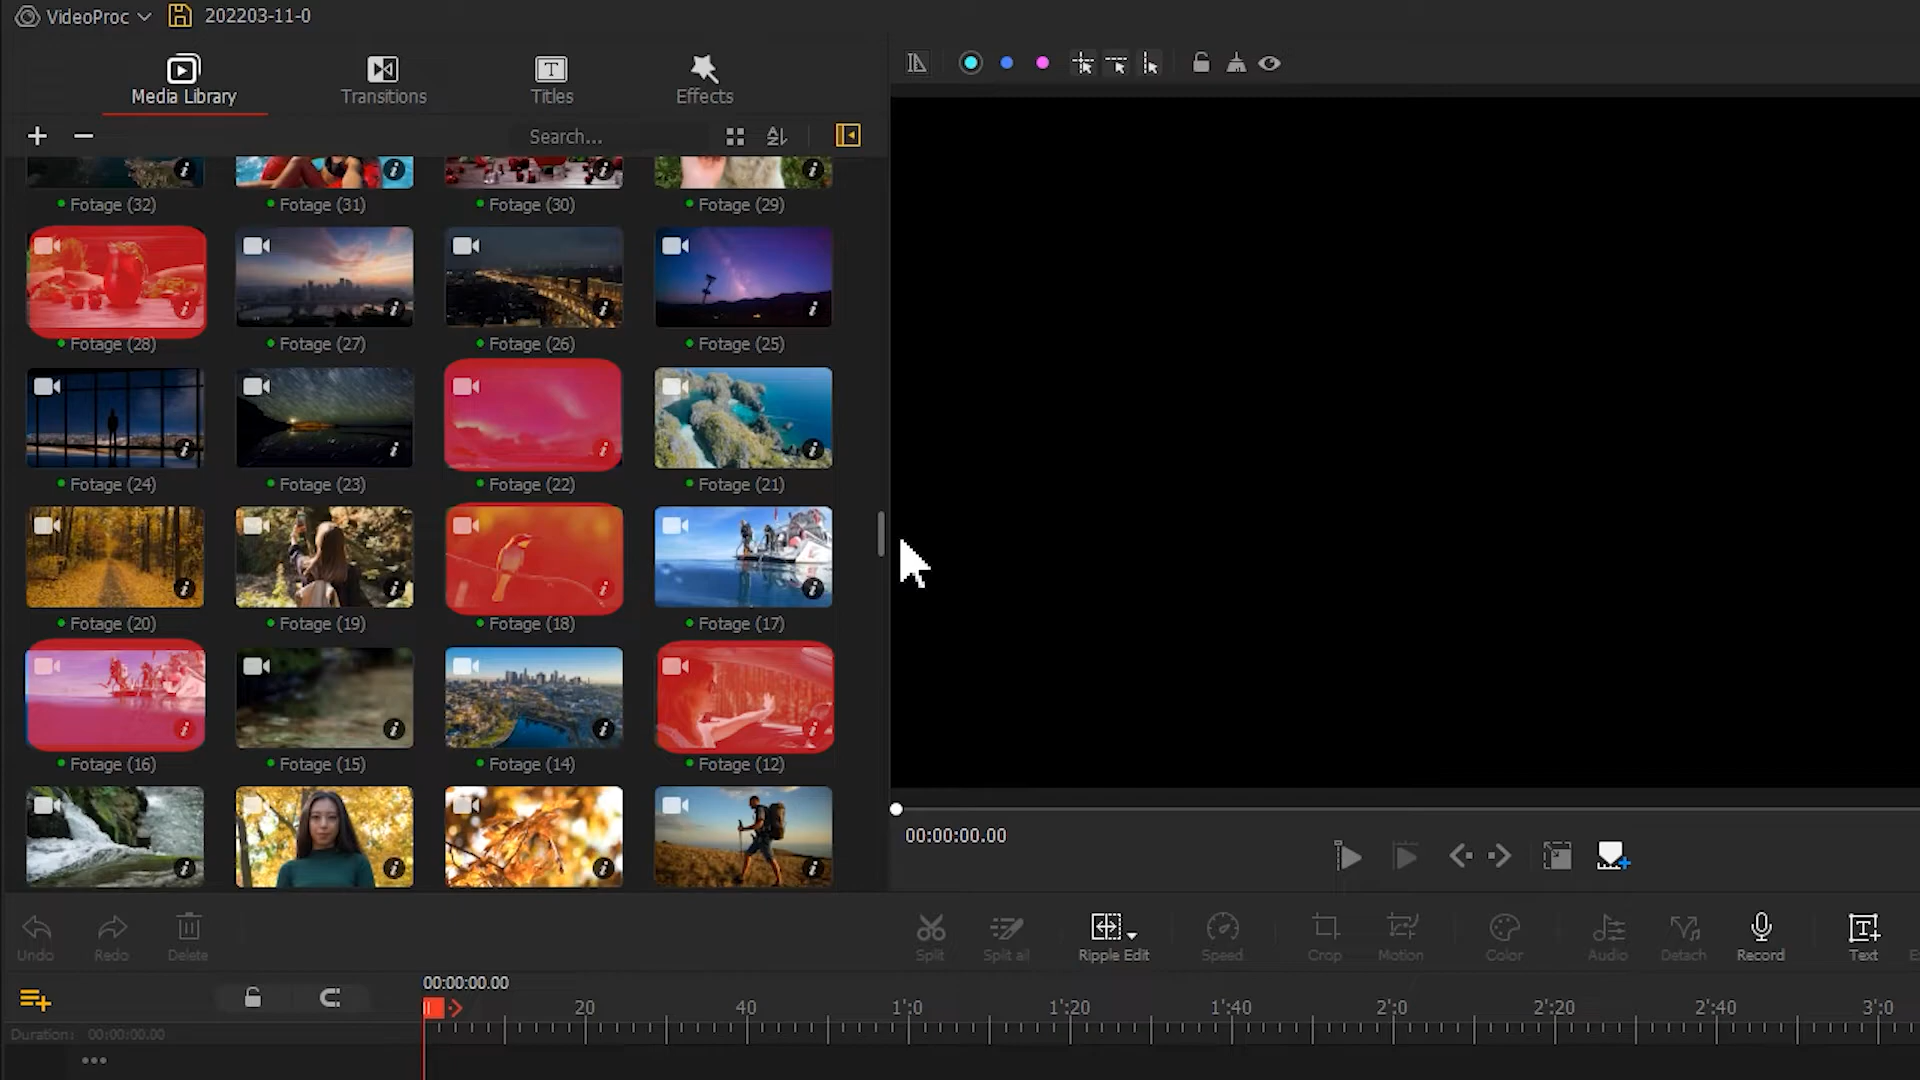 VideoProc 202203-11-0
Media Library Transitions Titles Effects
Search...
Fotage (32) Fotage (31) Fotage (30) Fotage (29)
Fotage (28) Fotage (27) Fotage (26) Fotage (25)
Fotage (24) Fotage (23) Fotage (22) Fotage (21)
Fotage (20) Fotage (19) Fotage (18) Fotage (17)
Fotage (16) Fotage (15) Fotage (14) Fotage (12)
00:00:00.00
Undo Redo Delete Split Split all Ripple Edit Speed Crop Motion Color Audio Detach Record Text
00:00:00.00
20 40 1':0 1':20 1':40 2':0 2':20 2':40 3':0
Duration: 00:00:00.00